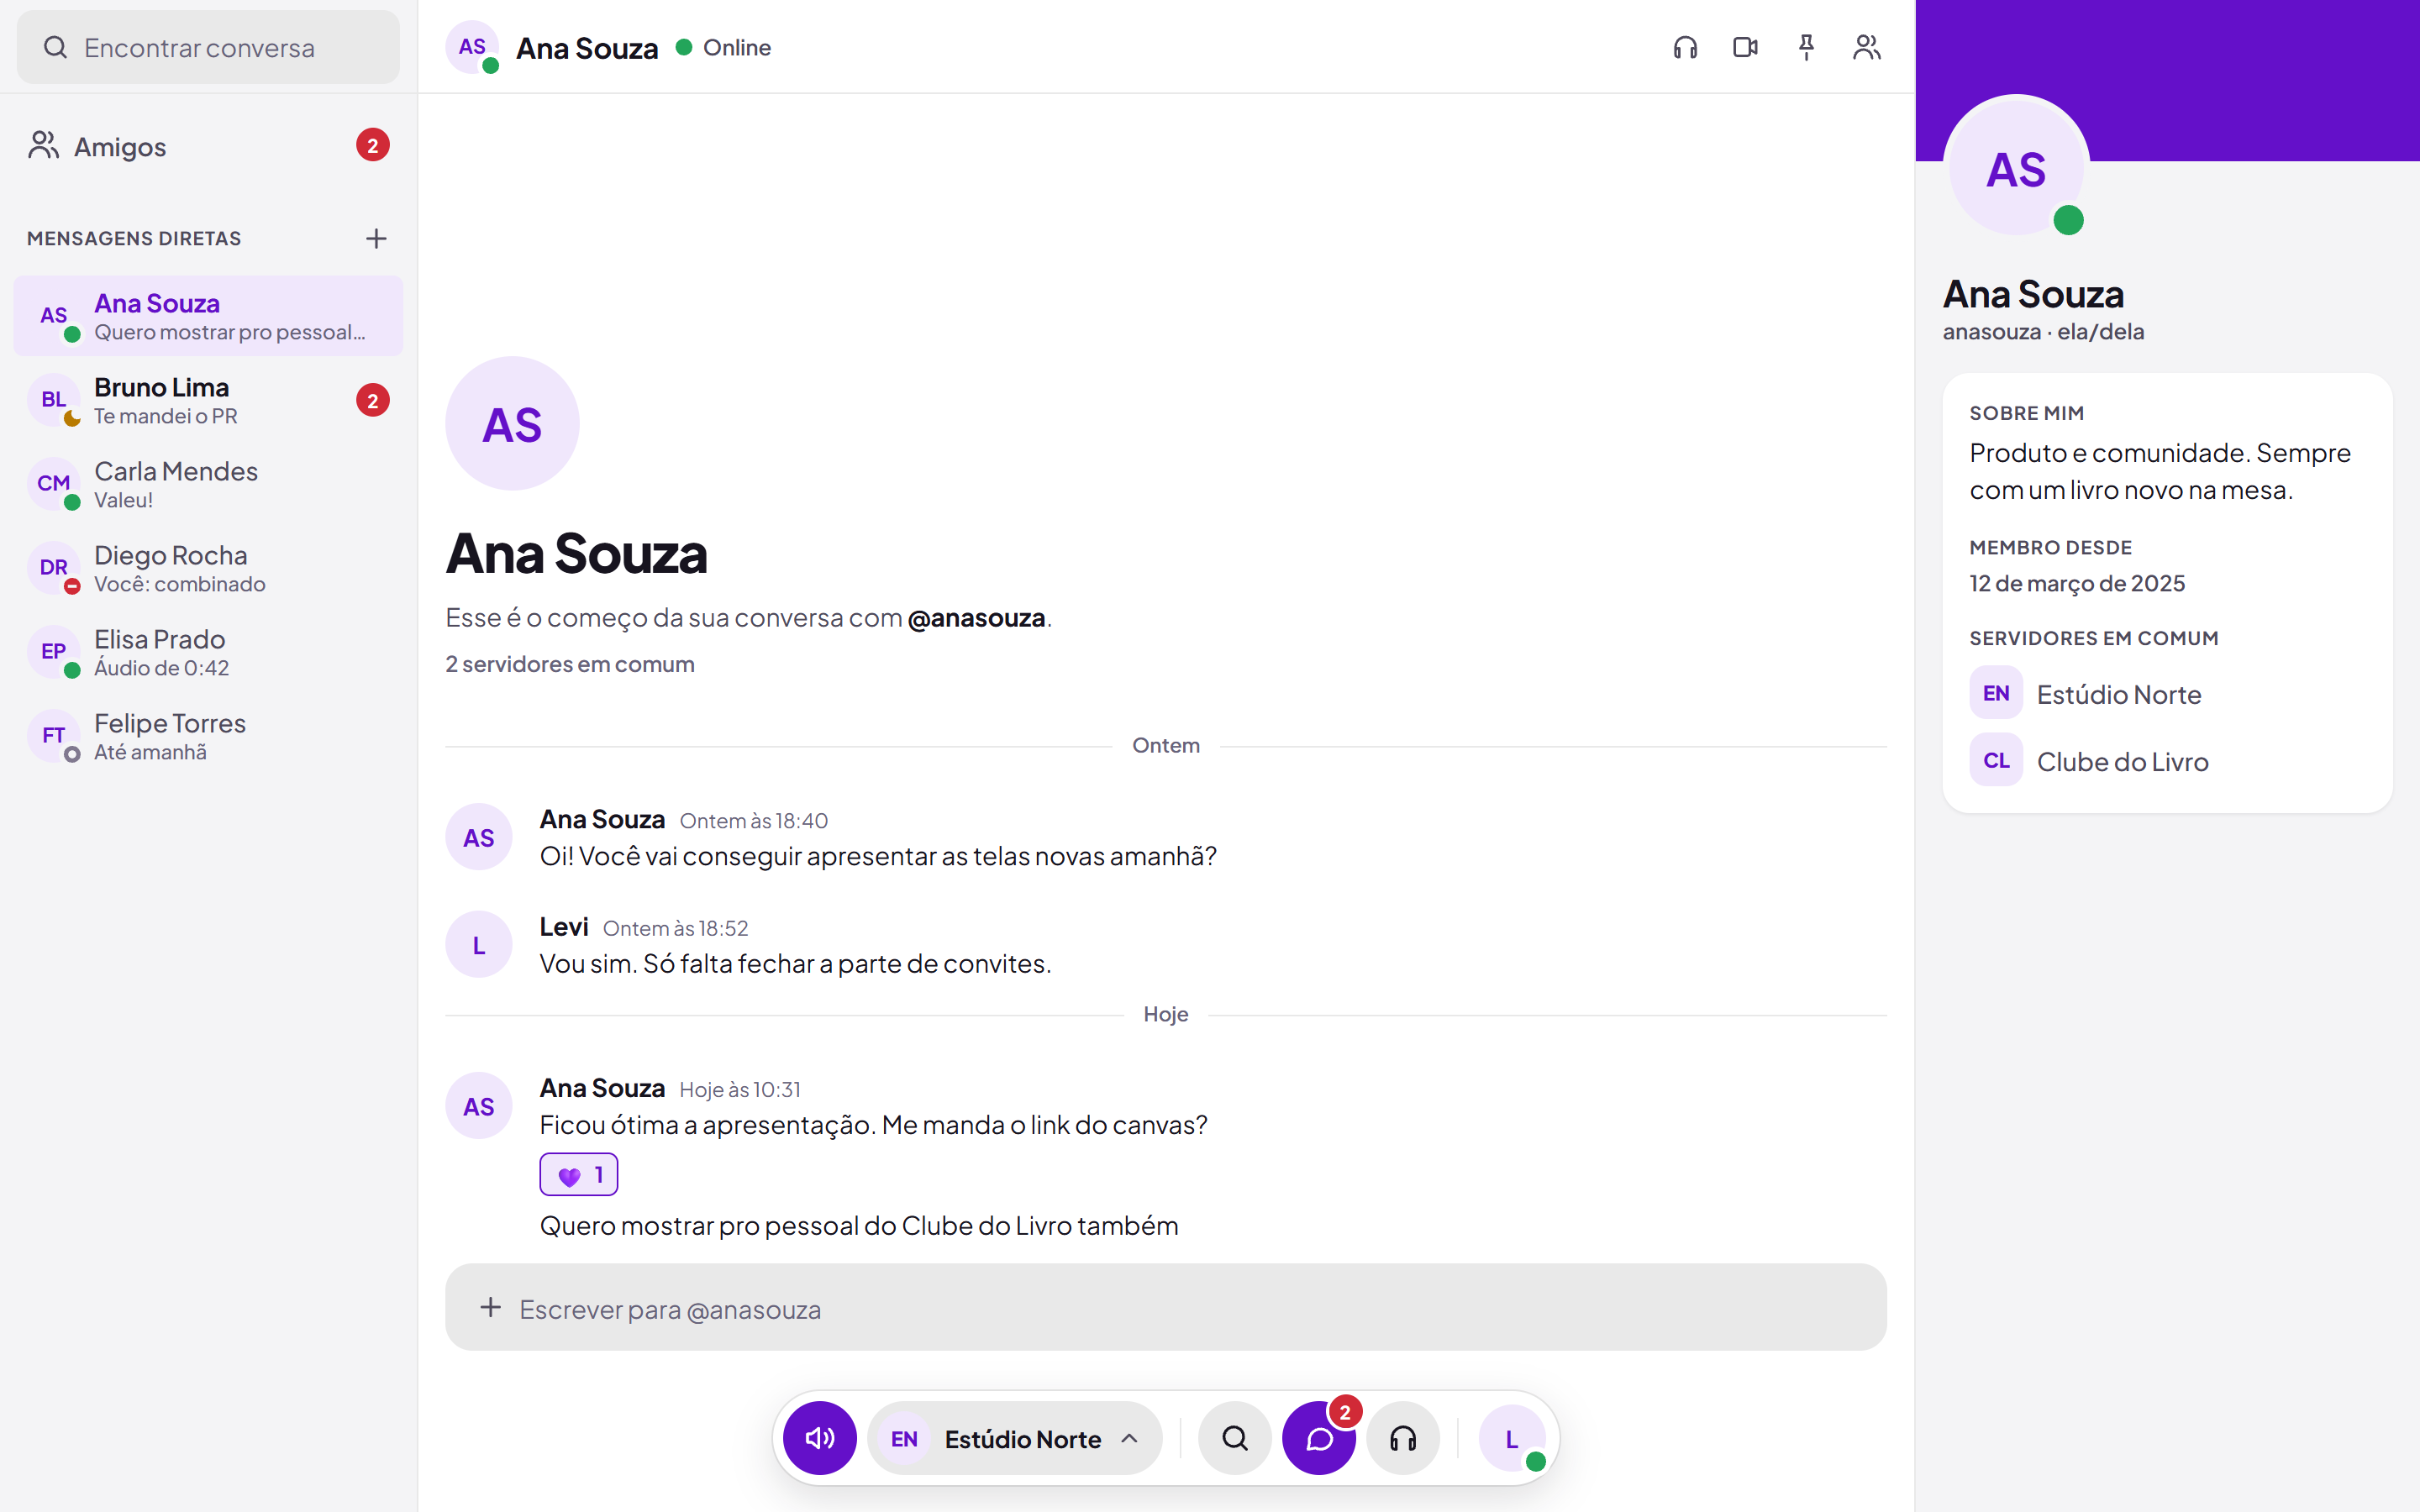 Encontrar conversa
Amigos
2
MENSAGENS DIRETAS
AS
Ana Souza
Quero mostrar pro pessoal...
BL
Bruno Lima
Te mandei o PR
2
CM
Carla Mendes
Valeu!
DR
Diego Rocha
Você: combinado
EP
Elisa Prado
Áudio de 0:42
FT
Felipe Torres
Até amanhã
AS
Ana Souza
Online
AS
Ana Souza
Esse é o começo da sua conversa com @anasouza.
2 servidores em comum
Ontem
AS
Ana Souza Ontem às 18:40
Oi! Você vai conseguir apresentar as telas novas amanhã?
L
Levi Ontem às 18:52
Vou sim. Só falta fechar a parte de convites.
Hoje
AS
Ana Souza Hoje às 10:31
Ficou ótima a apresentação. Me manda o link do canvas?
💜 1
Quero mostrar pro pessoal do Clube do Livro também
Escrever para @anasouza
EN
Estúdio Norte
2
L
AS
Ana Souza
anasouza · ela/dela
SOBRE MIM
Produto e comunidade. Sempre
com um livro novo na mesa.
MEMBRO DESDE
12 de março de 2025
SERVIDORES EM COMUM
EN
Estúdio Norte
CL
Clube do Livro